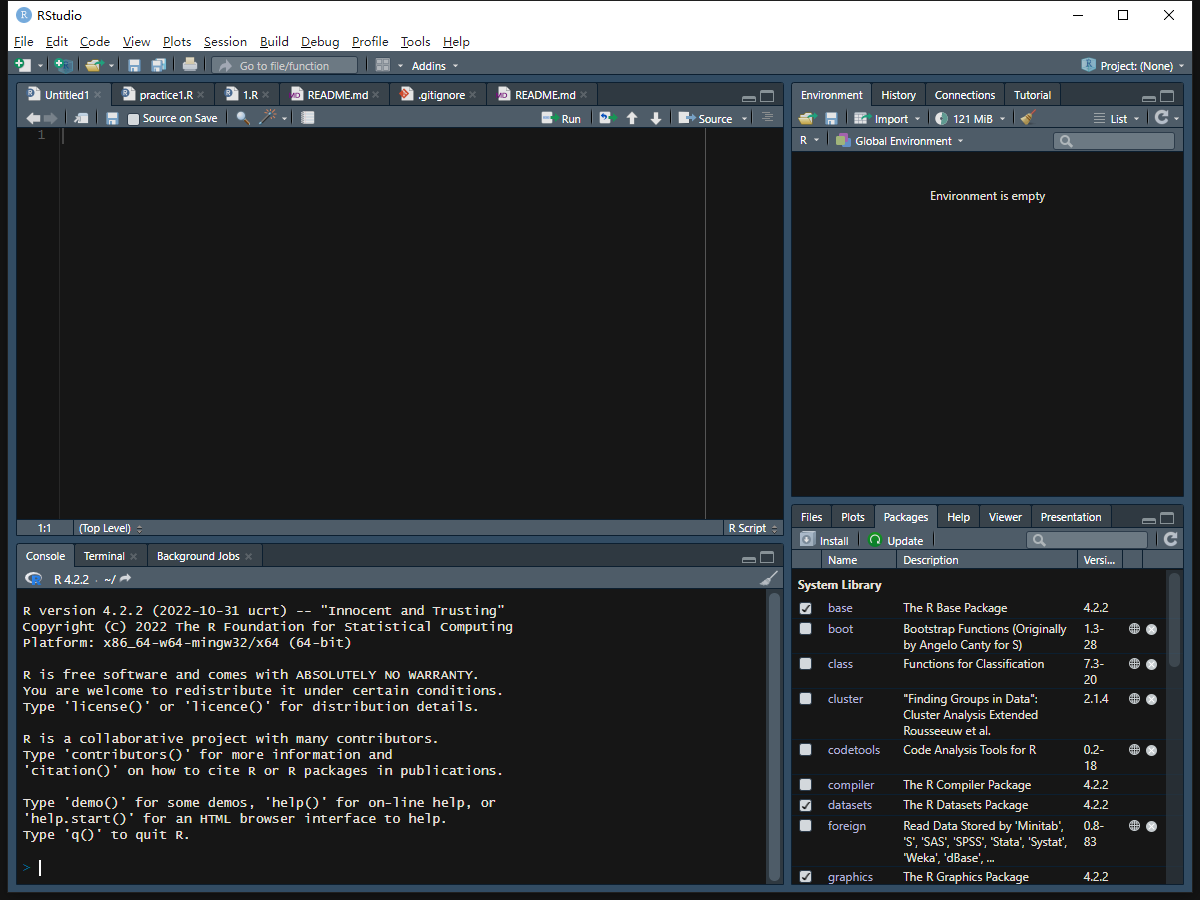 RStudio
File Edit Code View Plots Session Build Debug Profile Tools Help
Go to file/function Addins Project: (None)
Untitled1 practice1.R 1.R README.md .gitignore README.md
Source on Save Run Source
1
1:1 (Top Level) R Script
Console Terminal Background Jobs
R 4.2.2 · ~/
R version 4.2.2 (2022-10-31 ucrt) -- "Innocent and Trusting"
Copyright (C) 2022 The R Foundation for Statistical Computing
Platform: x86_64-w64-mingw32/x64 (64-bit)
R is free software and comes with ABSOLUTELY NO WARRANTY.
You are welcome to redistribute it under certain conditions.
Type 'license()' or 'licence()' for distribution details.
R is a collaborative project with many contributors.
Type 'contributors()' for more information and
'citation()' on how to cite R or R packages in publications.
Type 'demo()' for some demos, 'help()' for on-line help, or
'help.start()' for an HTML browser interface to help.
Type 'q()' to quit R.
>
Environment History Connections Tutorial
Import 121 MiB List
R Global Environment
Environment is empty
Files Plots Packages Help Viewer Presentation
Install Update
Name Description Versi...
System Library
base The R Base Package 4.2.2
boot Bootstrap Functions (Originally 1.3-
by Angelo Canty for S) 28
class Functions for Classification 7.3-
20
cluster "Finding Groups in Data": 2.1.4
Cluster Analysis Extended
Rousseeuw et al.
codetools Code Analysis Tools for R 0.2-
18
compiler The R Compiler Package 4.2.2
datasets The R Datasets Package 4.2.2
foreign Read Data Stored by 'Minitab', 0.8-
'S', 'SAS', 'SPSS', 'Stata', 'Systat', 83
'Weka', 'dBase', ...
graphics The R Graphics Package 4.2.2